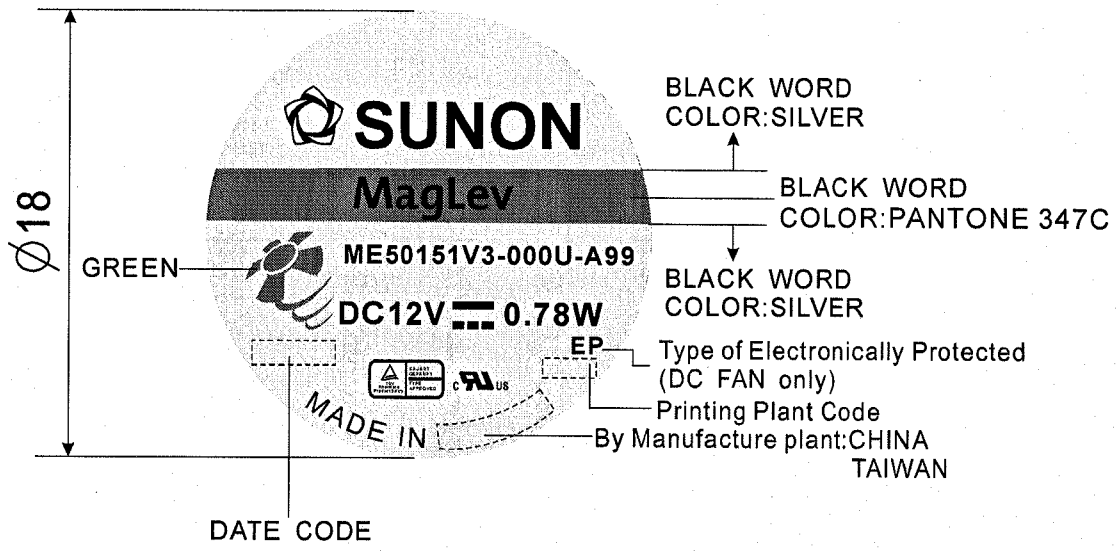 SUNON
MagLev
ME50151V3-000U-A99
DC12V 0.78W
EP
MADE IN
Ø18
GREEN
DATE CODE
BLACK WORD
COLOR:SILVER
BLACK WORD
COLOR:PANTONE 347C
BLACK WORD
COLOR:SILVER
Type of Electronically Protected
(DC FAN only)
Printing Plant Code
By Manufacture plant:CHINA
TAIWAN
C RU US